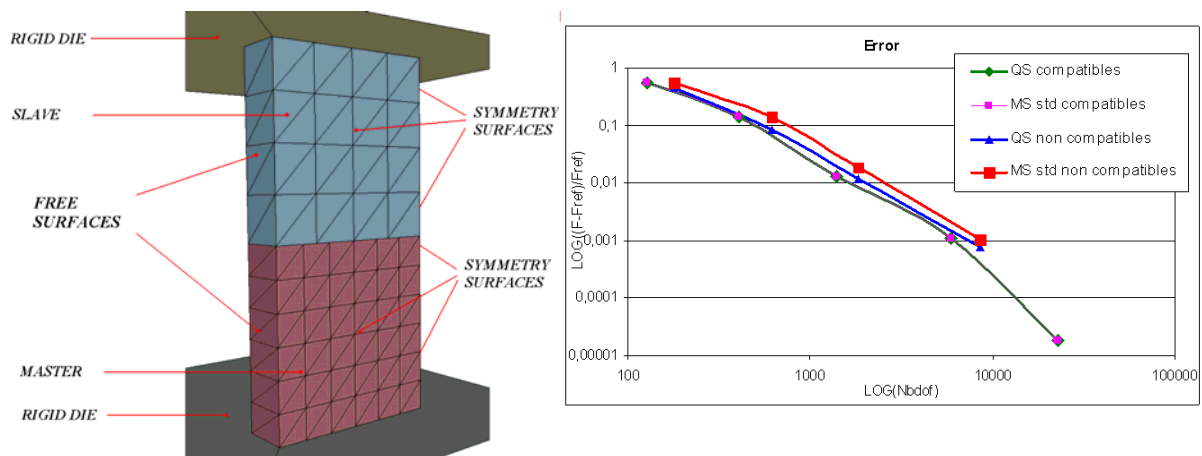 RIGID DIE
SLAVE
FREE
SURFACES
MASTER
RIGID DIE
SYMMETRY
SURFACES
SYMMETRY
SURFACES
Error
QS compatibles
MS std compatibles
QS non compatibles
MS std non compatibles
LOG((F-Fref)/Fref)
1
0,1
0,01
0,001
0,0001
0,00001
100
1000
10000
100000
LOG(Nbdof)